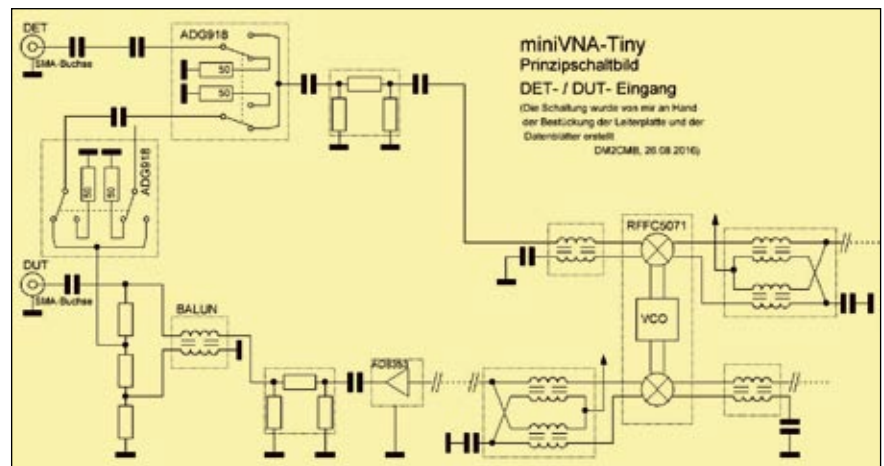 DET
SMA-Buchse
ADG918
50
50
miniVNA-Tiny
Prinzipschaltbild
DET- / DUT- Eingang
(Die Schaltung wurde von mir an Hand
der Bestückung der Leiterplatte und der
Datenblätter erstellt
DM2CMB, 26.08.2016)
50
50
ADG918
RFFC5071
DUT
SMA-Buchse
BALUN
VCO
AD8353